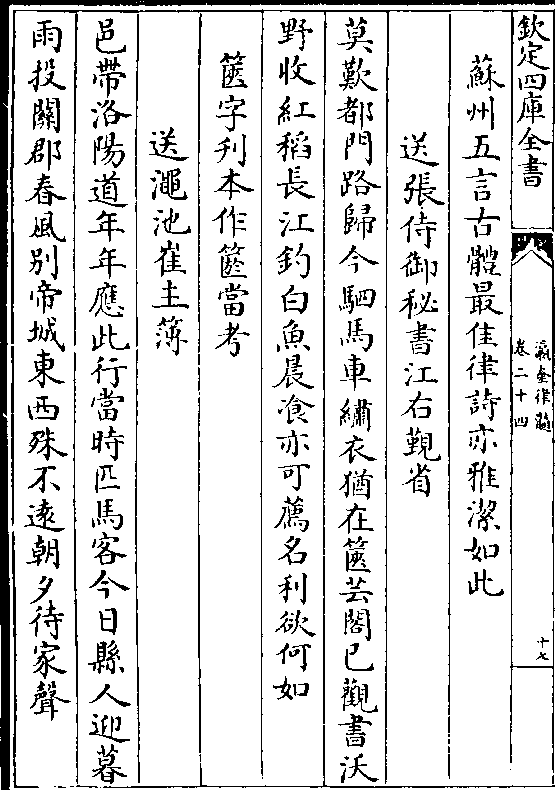 欽定四庫全書
瀛奎律髓
卷二十四
十七
蘇州五言古體最佳律詩亦雅潔如此
送張侍御秘書江右覲省
莫歎都門路歸今駟馬車繡衣猶在篋芸閣已觀書沃
野收紅稻長江釣白魚晨飡亦可薦名利欲何如
篋字刋本作篋當考
送澠池崔主簿
邑帶洛陽道年年應此行當時匹馬客今日縣人迎暮
雨投關郡春風别帝城東西殊不遠朝夕待家聲